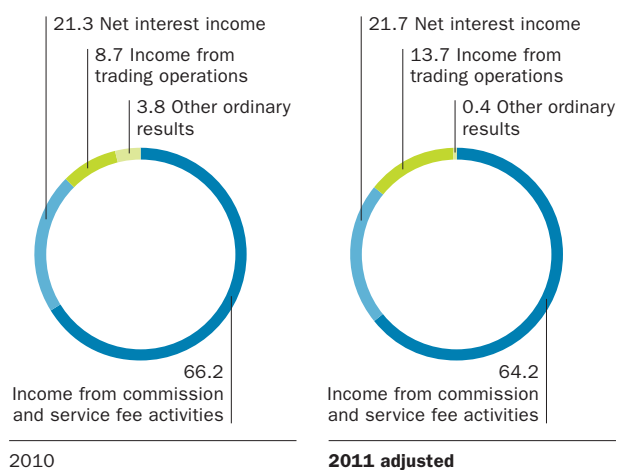 21.3 Net interest income
8.7 Income from
trading operations
3.8 Other ordinary
results
66.2
Income from commission
and service fee activities
2010
21.7 Net interest income
13.7 Income from
trading operations
0.4 Other ordinary
results
64.2
Income from commission
and service fee activities
2011 adjusted